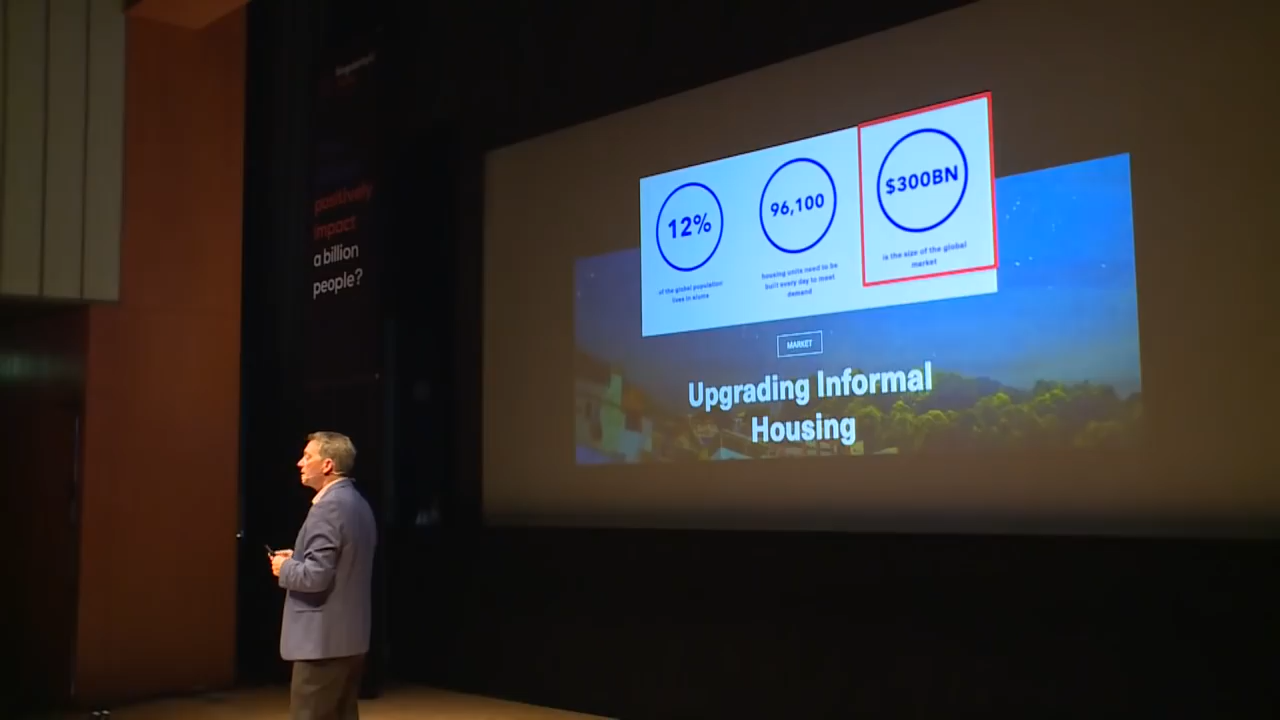 positively
impact
a billion
people?
12%
of the global population
lives in slums
96,100
housing units need to be
built every day to meet
demand
$300BN
is the size of the global
market
MARKET
Upgrading Informal
Housing